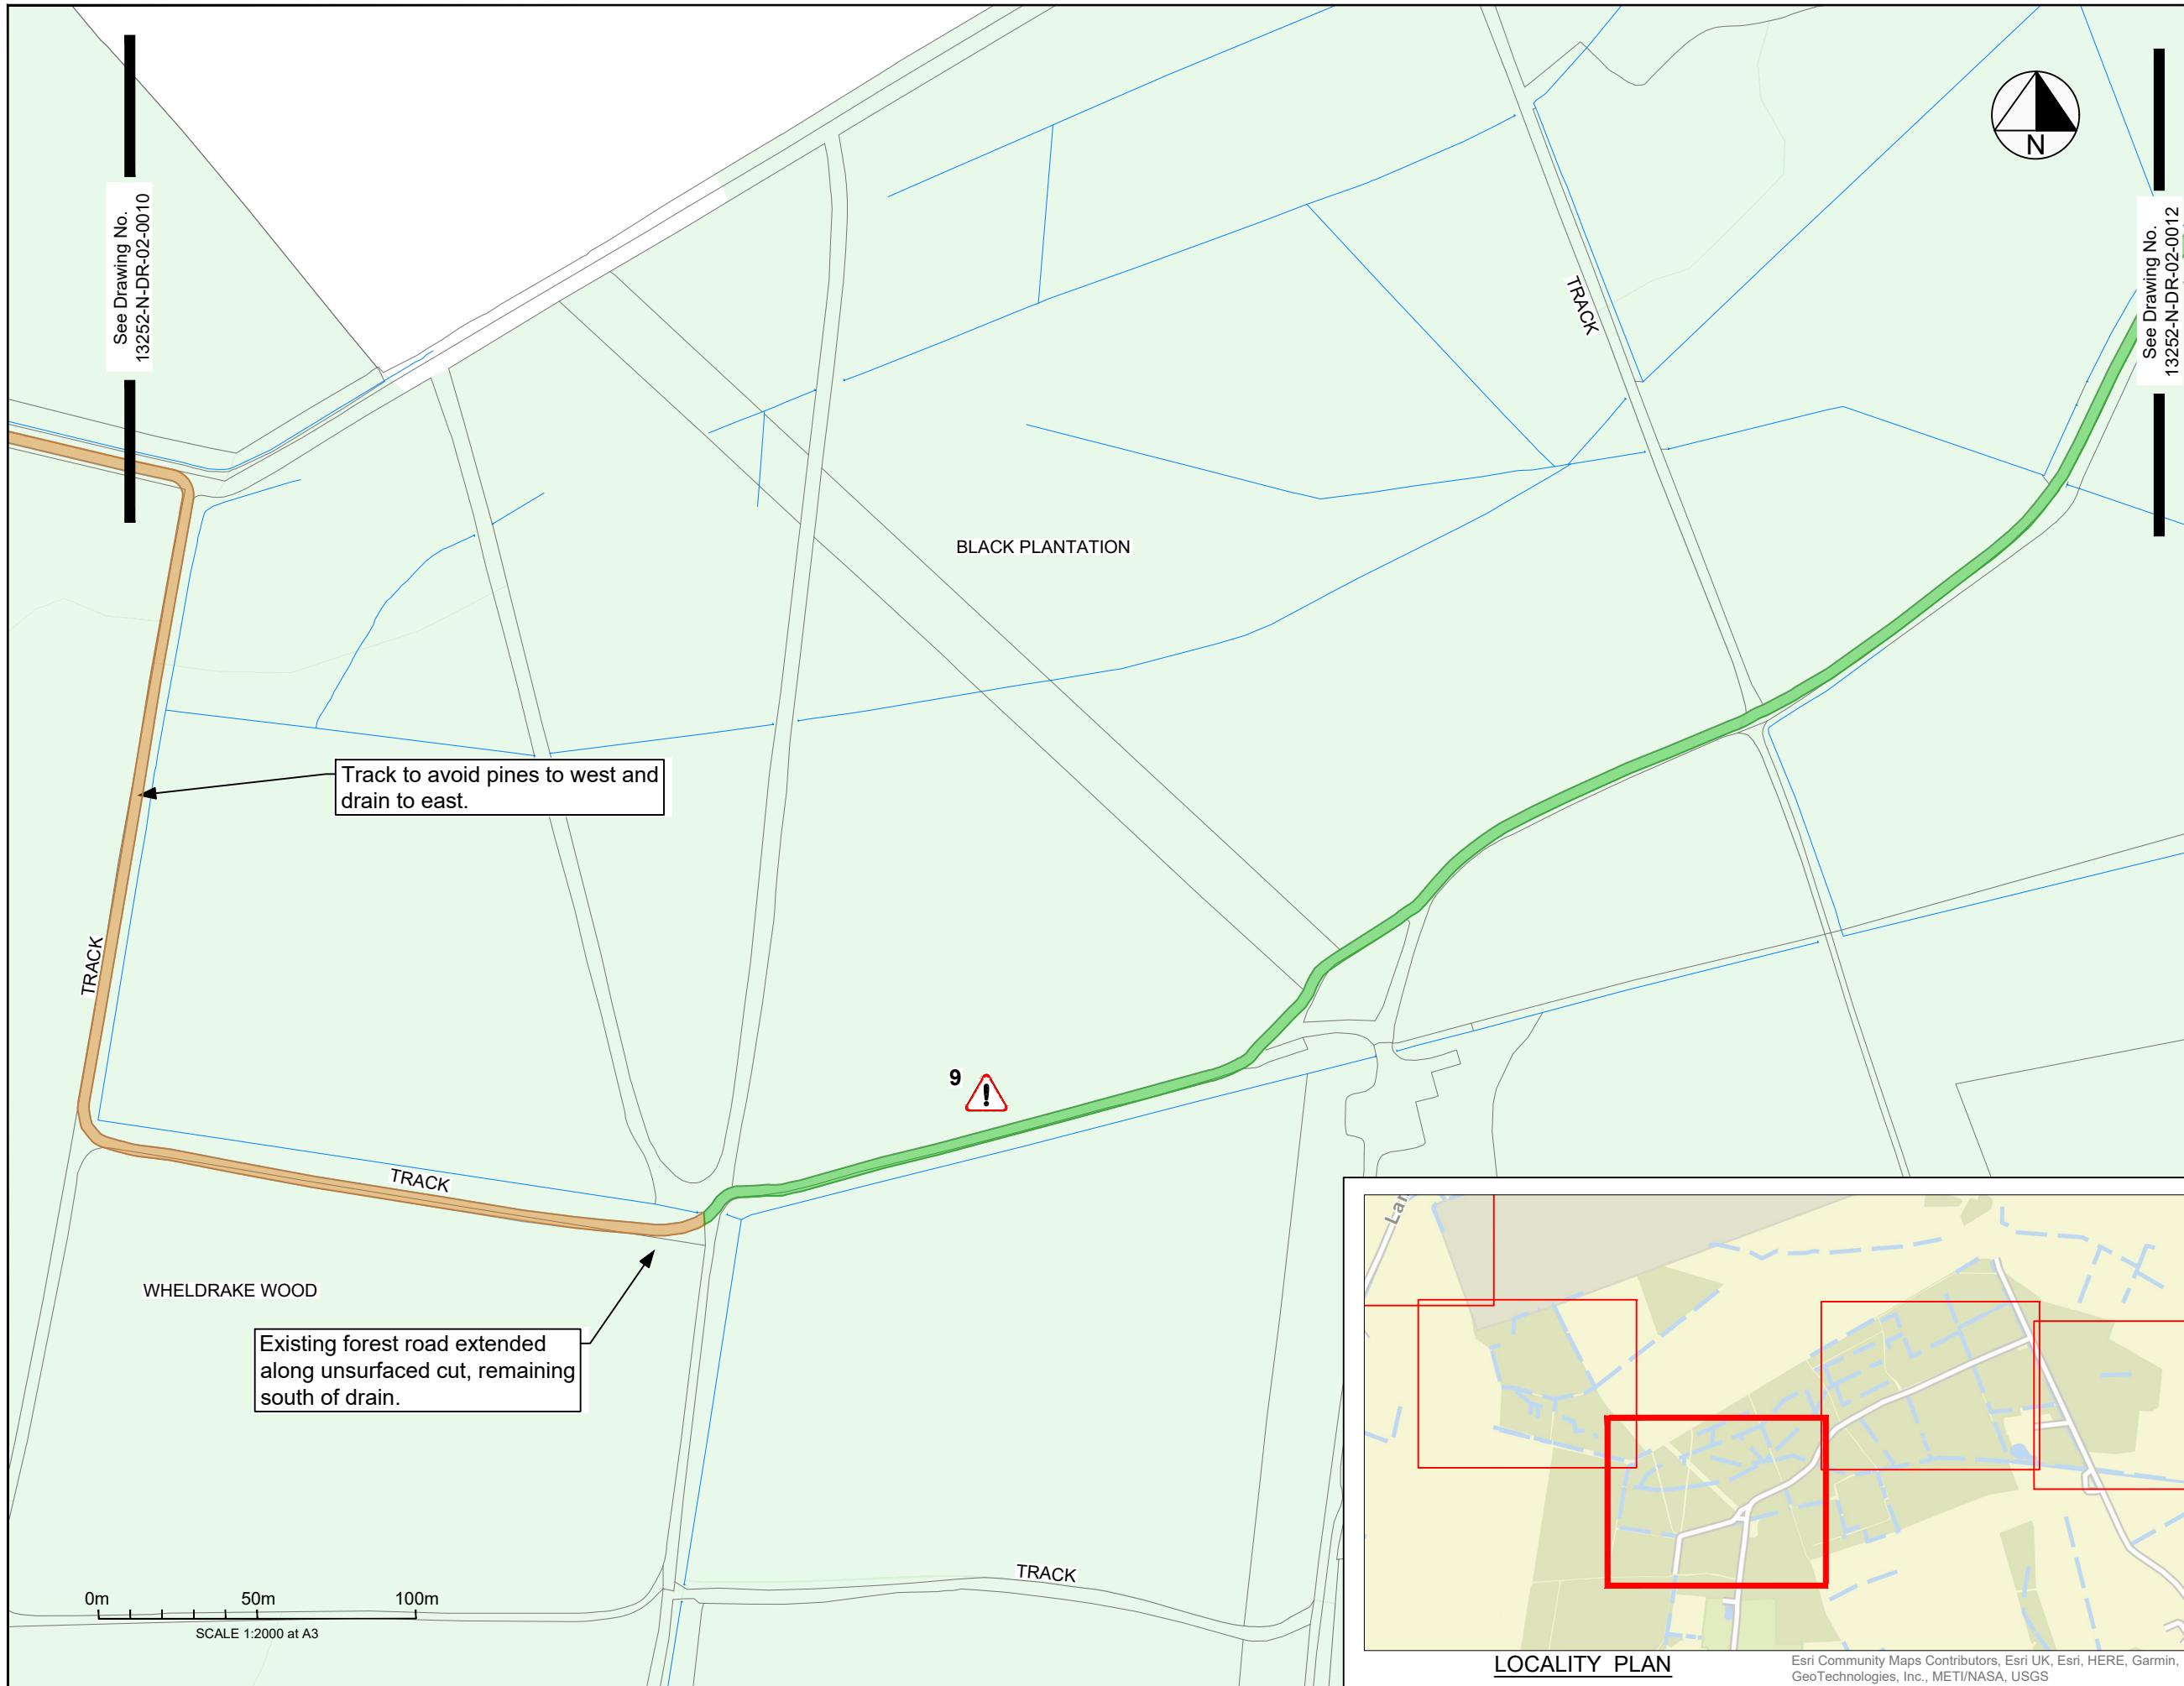 See Drawing No.
13252-N-DR-02-0010
N
See Drawing No.
13252-N-DR-02-0012
TRACK
BLACK PLANTATION
Track to avoid pines to west and
drain to east.
TRACK
9
!
TRACK
WHELDRAKE WOOD
Existing forest road extended
along unsurfaced cut, remaining
south of drain.
TRACK
0m 50m 100m
SCALE 1:2000 at A3
LOCALITY PLAN
Esri Community Maps Contributors, Esri UK, Esri, HERE, Garmin,
GeoTechnologies, Inc., METI/NASA, USGS